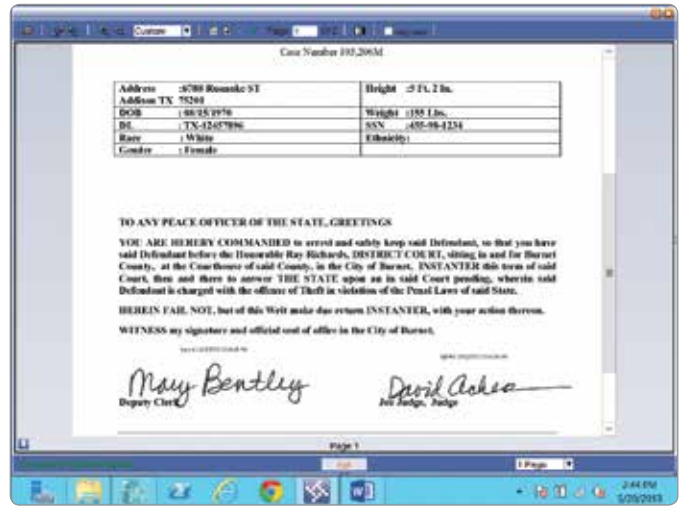 Custom
Page
Case Number 105,206M
Address :6788 Roanoke ST Height :5 Ft. 2 In.
Addison TX 75201
DOB : 08/15/1970 Weight :155 Lbs.
DL : TX-12457896 SSN :455-98-1234
Race : White Ethnicity:
Gender : Female
TO ANY PEACE OFFICER OF THE STATE, GREETINGS
YOU ARE HEREBY COMMANDED to arrest and safely keep said Defendant, so that you have
said Defendant before the Honorable Ray Richards, DISTRICT COURT, sitting in and for Burnet
County, at the Courthouse of said County, in the City of Burnet, INSTANTER this term of said
Court, then and there to answer THE STATE upon an in said Court pending, wherein said
Defendant is charged with the offense of Theft in violation of the Penal Laws of said State.
HEREIN FAIL NOT, but of this Writ make due return INSTANTER, with your action thereon.
WITNESS my signature and official seal of office in the City of Burnet.
Mary Bentley David
Deputy Clerk Joe Judge, Judge
Page 1
1 Page
2:44 PM
5/20/2013